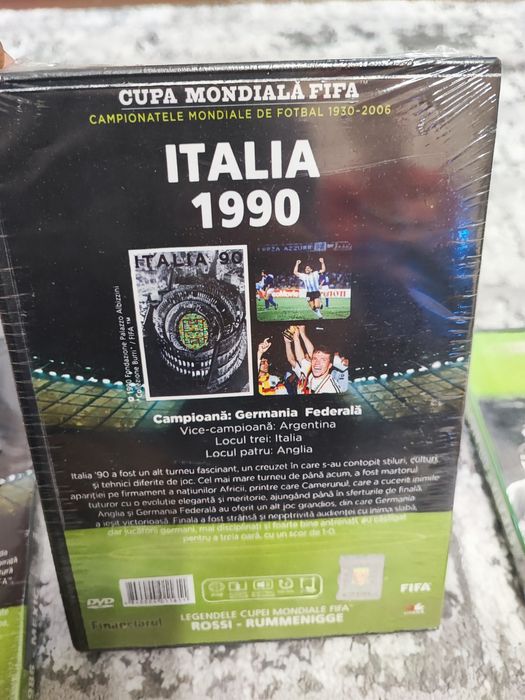 CUPA MONDIALĂ FIFA™
CAMPIONATELE MONDIALE DE FOTBAL 1930-2006
ITALIA
1990
ITALIA '90
Campioană: Germania Federală
Vice-campioană: Argentina
Locul trei: Italia
Locul patru: Anglia
Italia '90 a fost un alt turneu fascinant, un creuzet în care s-au contopit stiluri, culturi
și tehnici diferite de joc. Cel mai mare turneu de până acum, a fost martorul
apariției pe firmament a națiunilor Africii, printre care Camerunul, care a cucerit inimile
tuturor cu o evoluție elegantă și meritorie, ajungând până în sferturile de finală.
Anglia și Germania Federală au oferit un alt joc grandios, din care Germania
a ieșit victorioasă. Finala a fost strânsă și nepotrivită audienței cu inima slabă,
dar jucătorii germani, mai disciplinați și foarte bine antrenați au câștigat
pentru a treia oară, cu un scor de 1-0.
DVD
FIFA
Financiarul
LEGENDELE CUPEI MONDIALE FIFA™
ROSSI - RUMMENIGGE